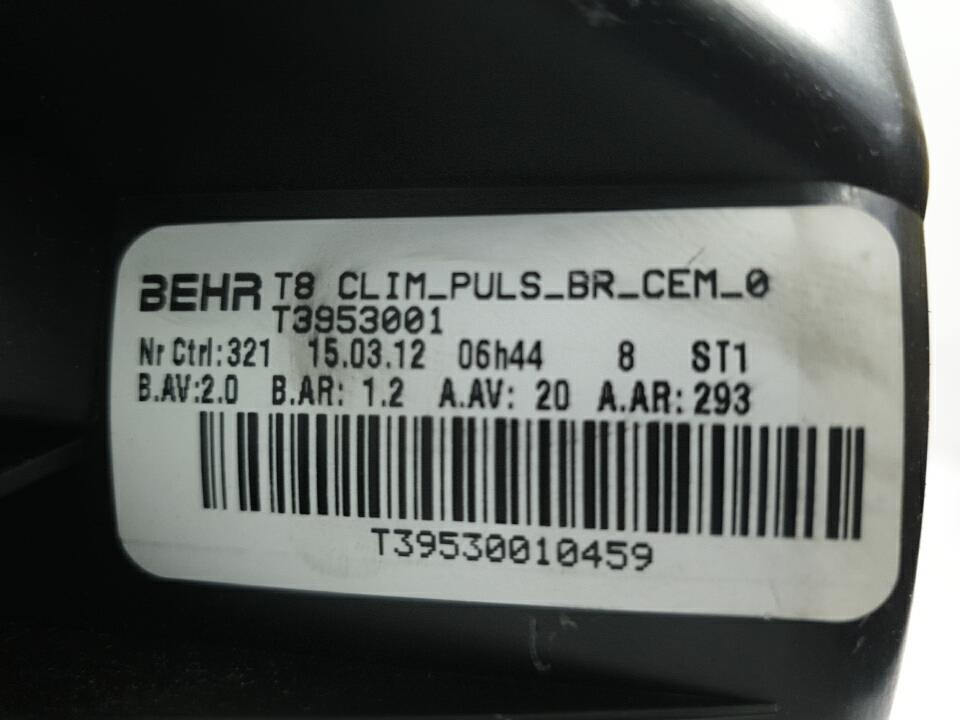 BEHR T8 CLIM_PULS_BR_CEM_0
T3953001
Nr Ctrl:321 15.03.12 06h44 8 ST1
B.AV:2.0 B.AR: 1.2 A.AV: 20 A.AR: 293
T39530010459